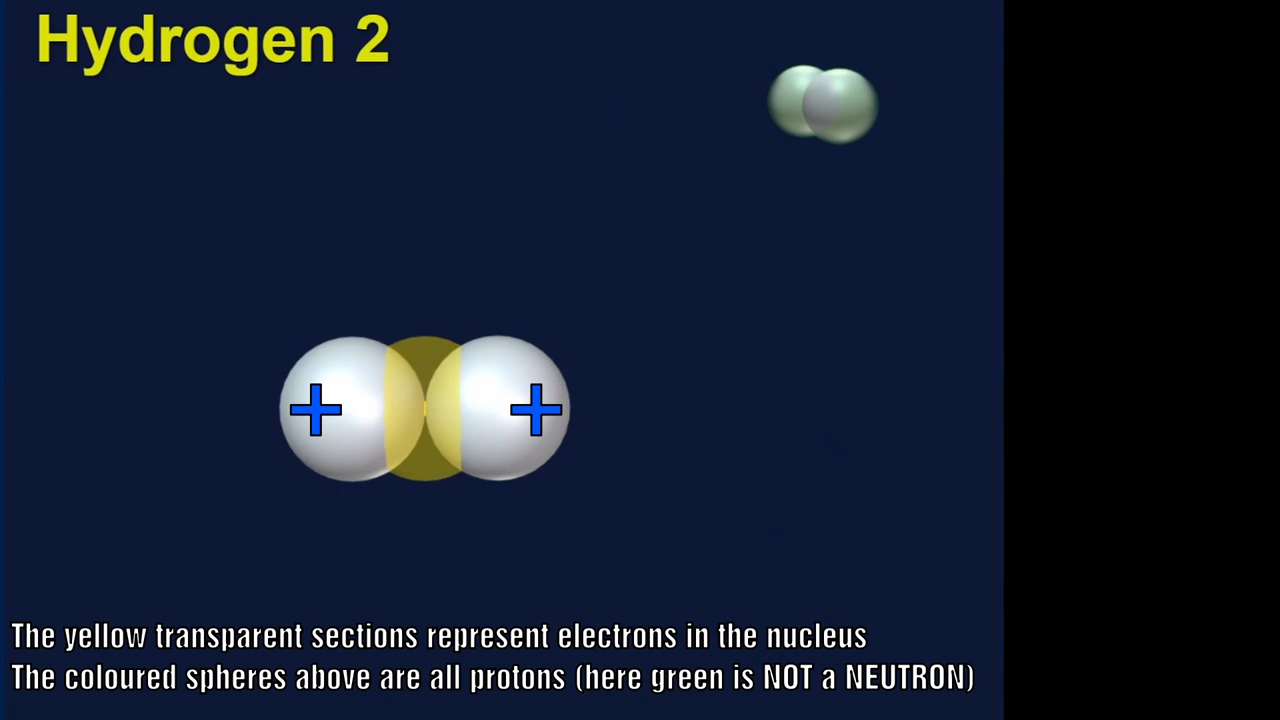 Hydrogen 2
+ +
The yellow transparent sections represent electrons in the nucleus
The coloured spheres above are all protons (here green is NOT a NEUTRON)